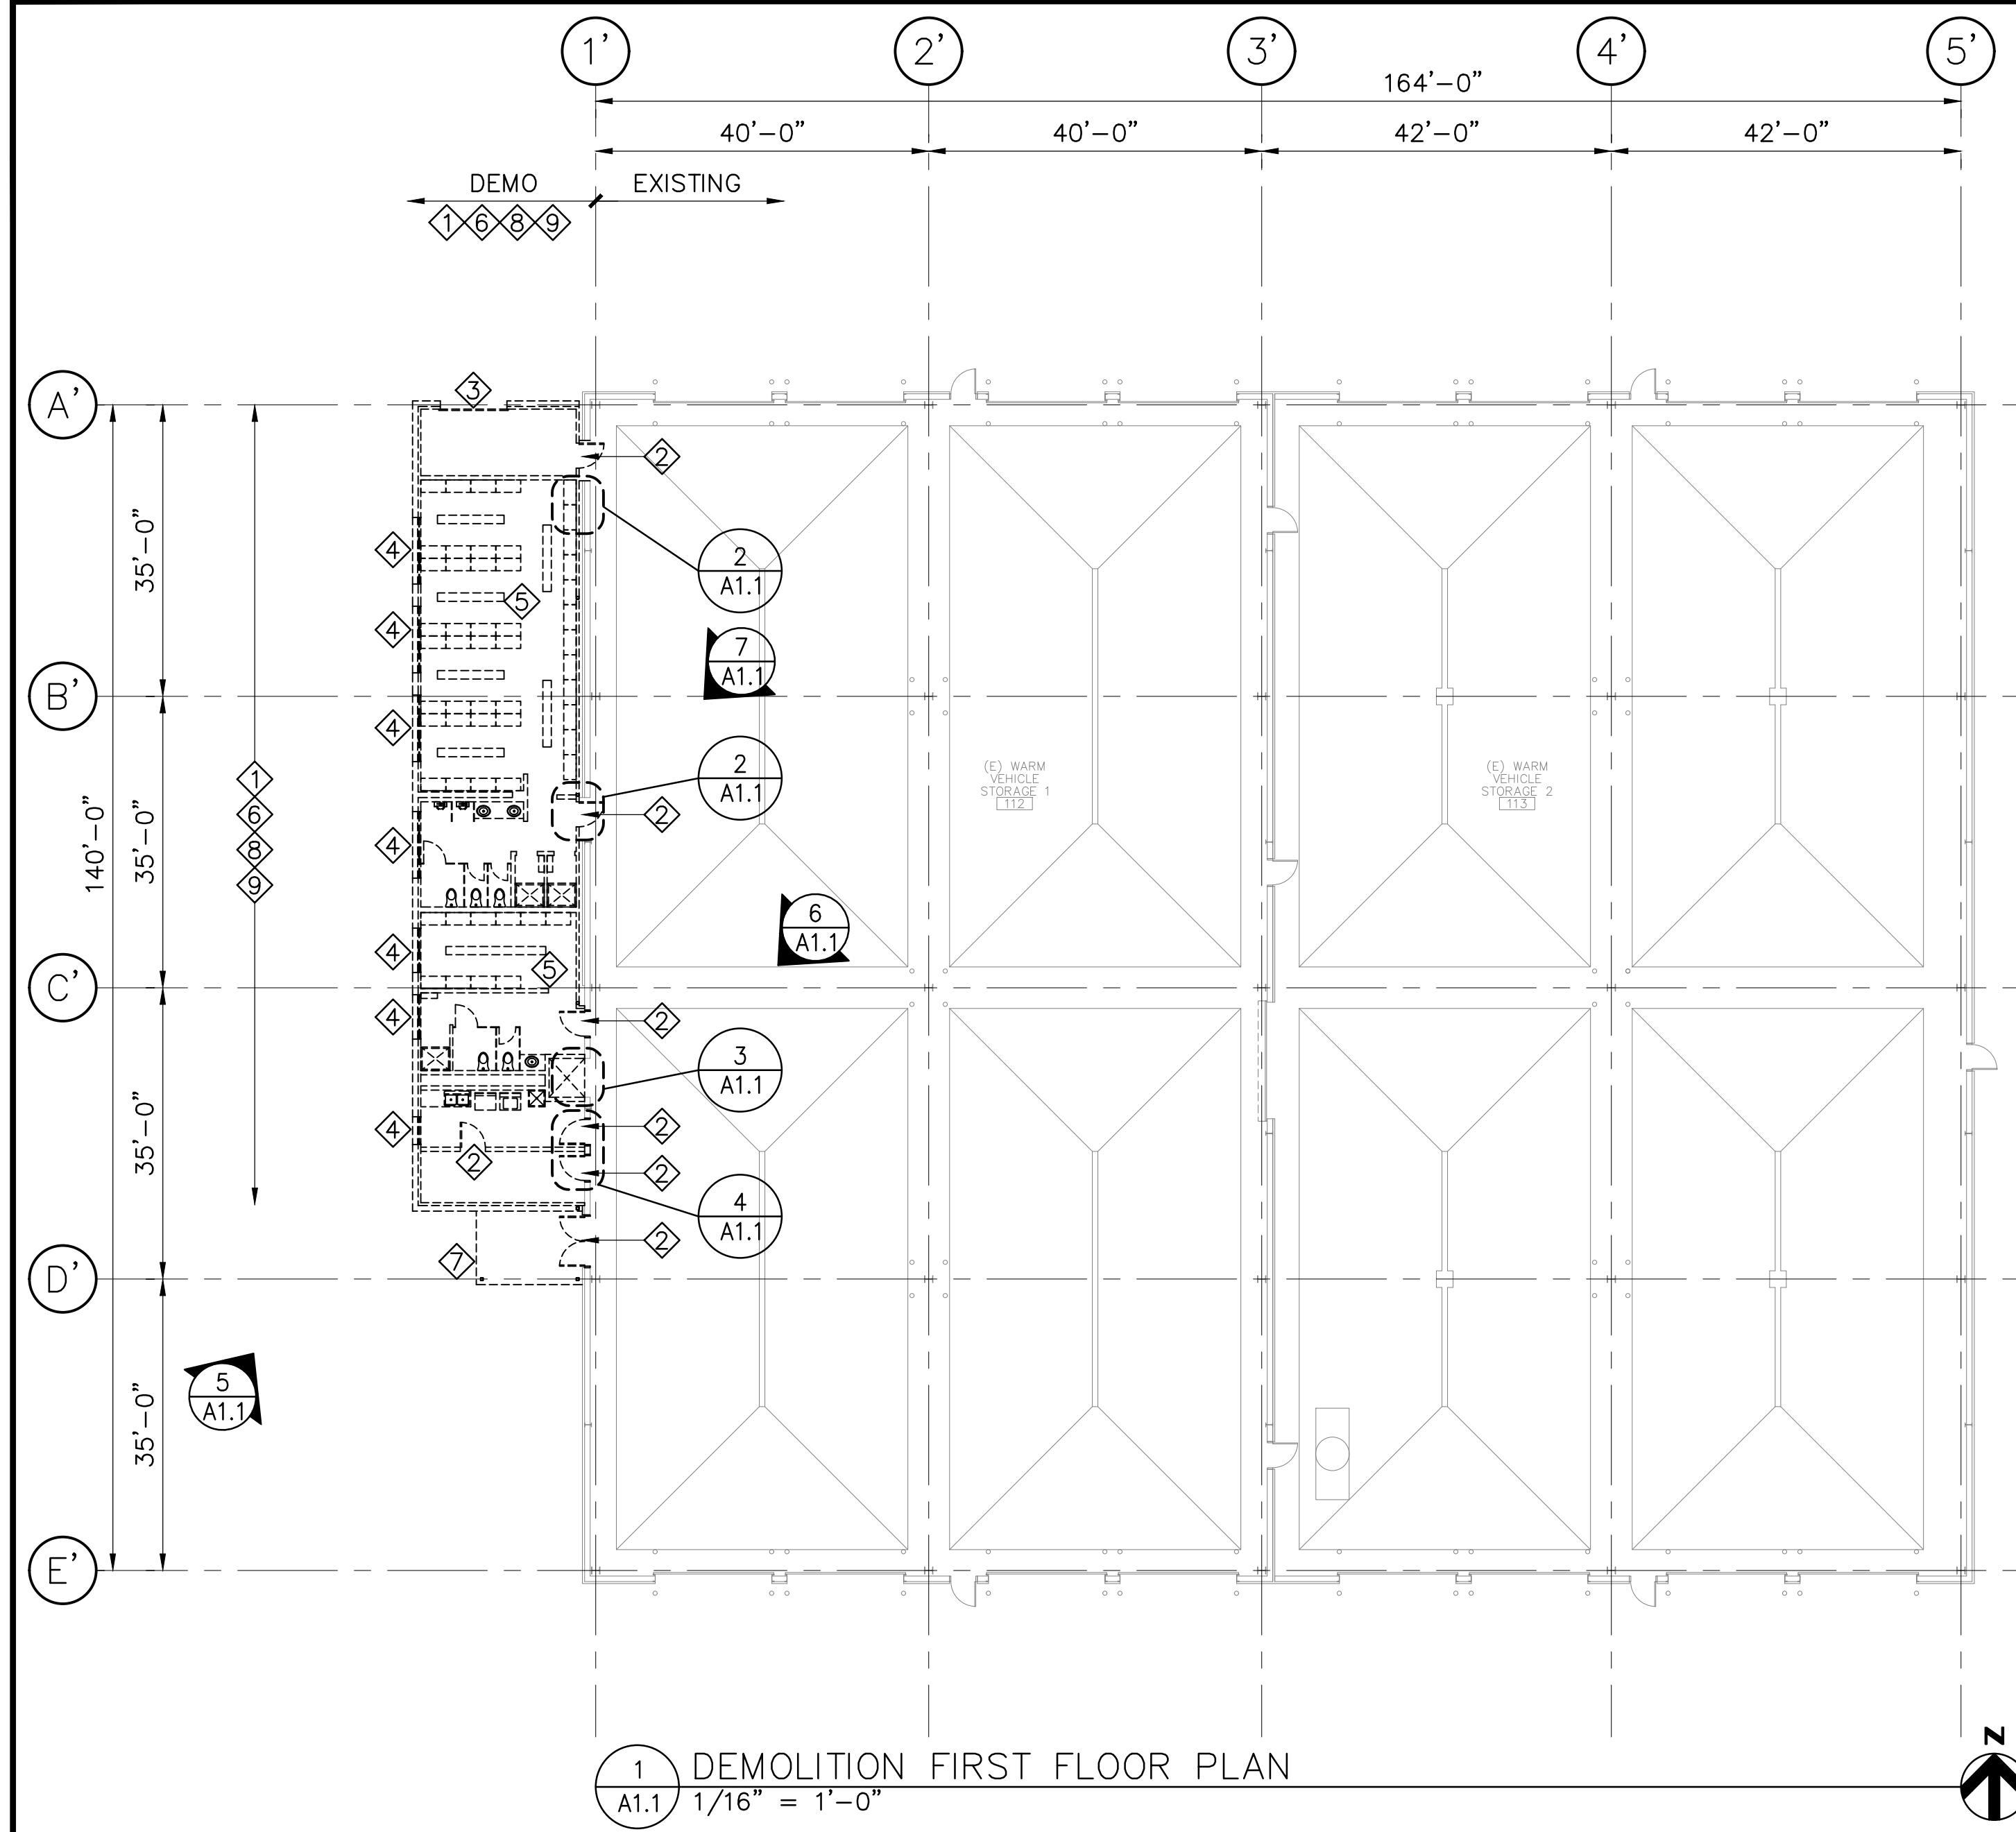 1' 2' 3' 4' 5'
164'-0"
40'-0" 40'-0" 42'-0" 42'-0"
DEMO EXISTING
1 6 8 9
A'
B'
C'
D'
E'
140'-0"
35'-0"
35'-0"
35'-0"
35'-0"
1
6
8
9
3
2
4
2
A1.1
4
5
7
A1.1
4
2
A1.1
2
4
6
A1.1
4
5
4
2
3
A1.1
2
4
2
2
4
A1.1
2
7
5
A1.1
(E) WARM
VEHICLE
STORAGE 1
112
(E) WARM
VEHICLE
STORAGE 2
113
1
A1.1
DEMOLITION FIRST FLOOR PLAN
1/16" = 1'-0"
N